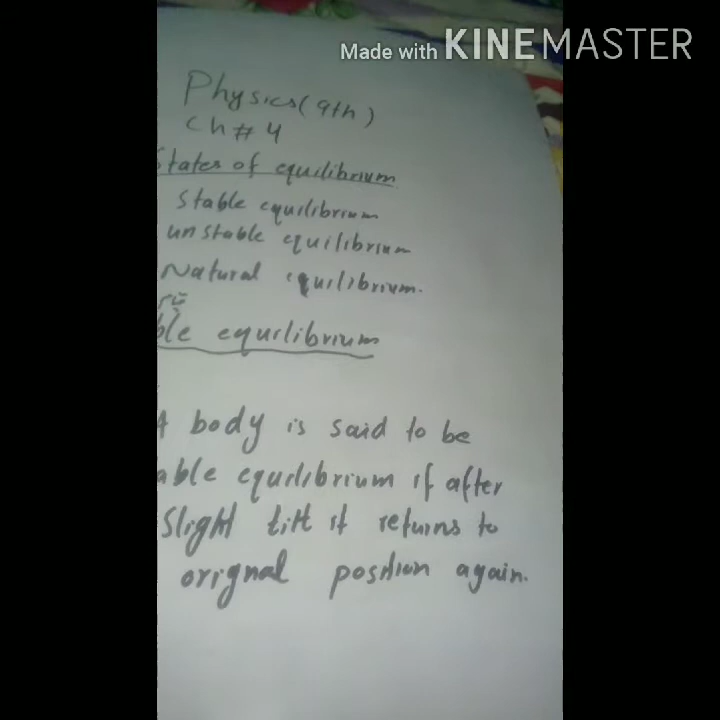 Made with KINEMASTER
Physics (9th)
Ch # 4
States of equilibrium
Stable equilibrium
unstable equilibrium
Natural equilibrium.
ble equilibrium
A body is said to be
able equilibrium if after
slight tilt it returns to
orignal position again.